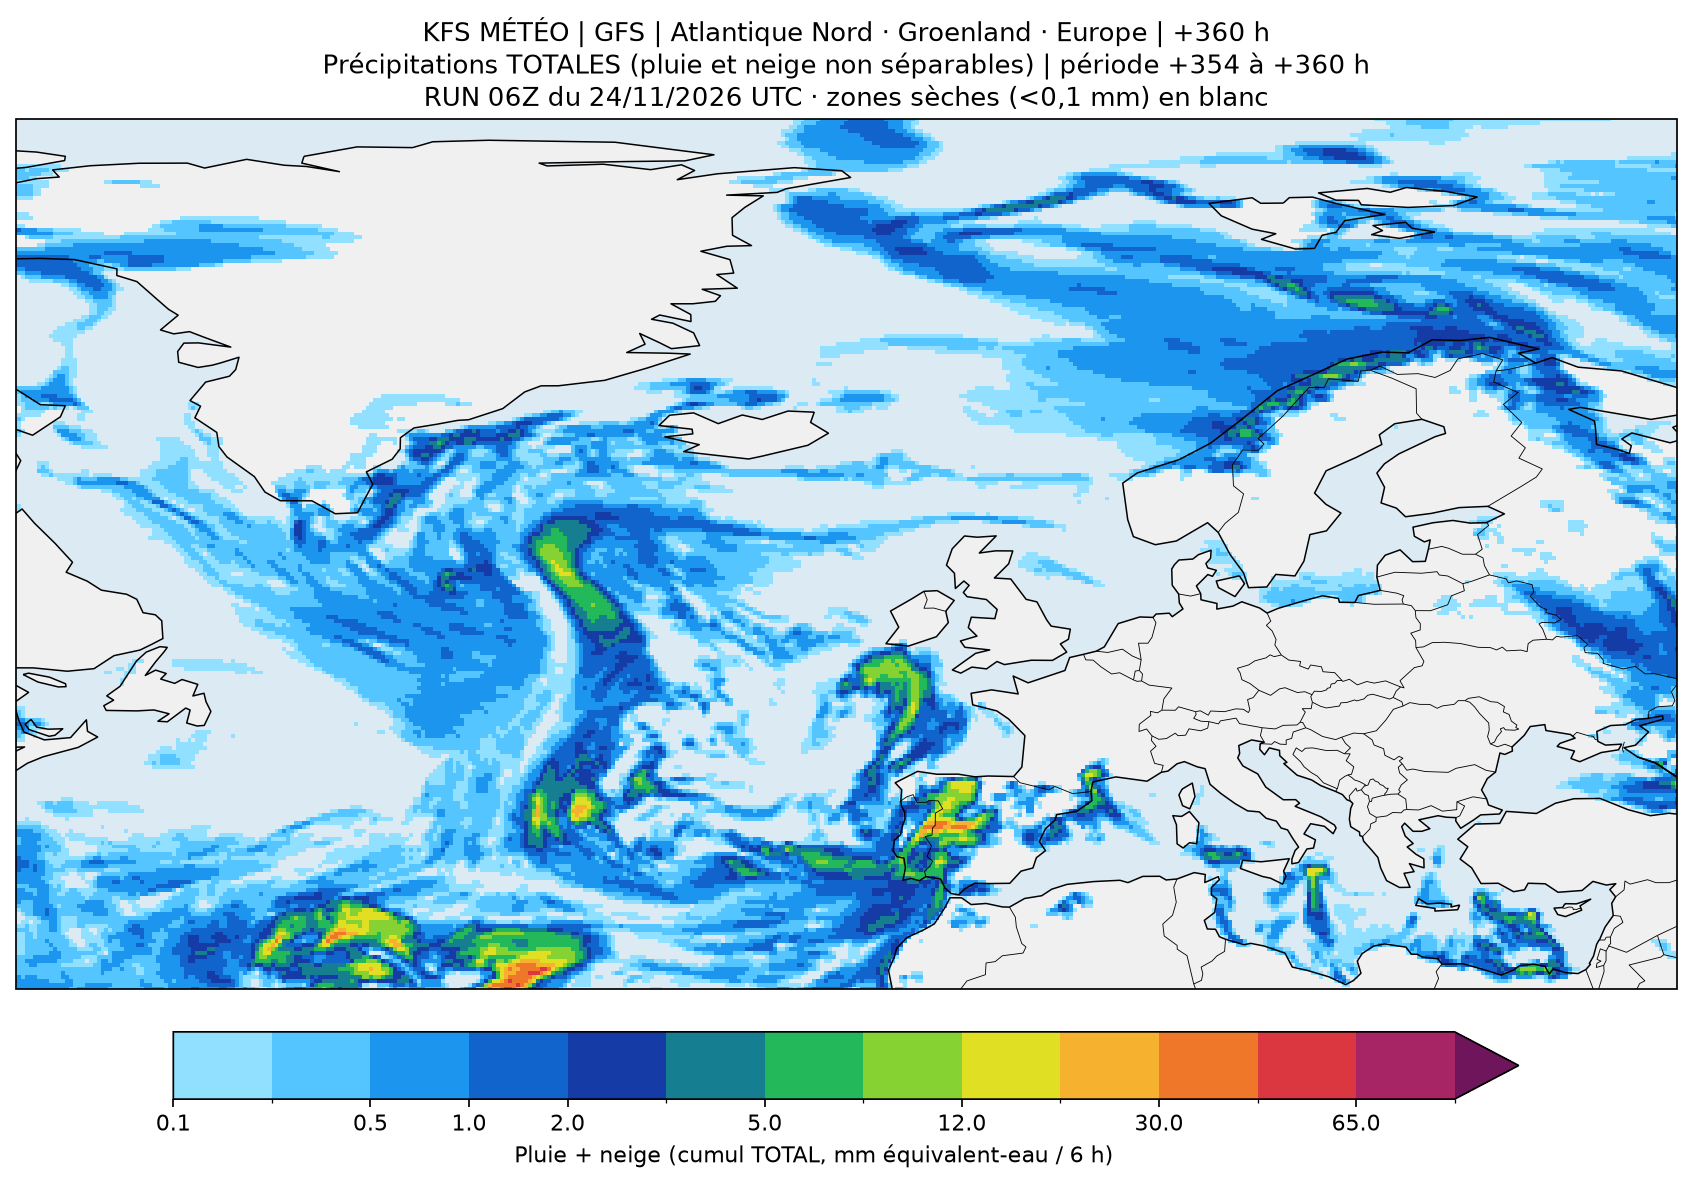 KFS MÉTÉO | GFS | Atlantique Nord · Groenland · Europe | +360 h
Précipitations TOTALES (pluie et neige non séparables) | période +354 à +360 h
RUN 06Z du 24/11/2026 UTC · zones sèches (<0,1 mm) en blanc
0.1 0.5 1.0 2.0 5.0 12.0 30.0 65.0
Pluie + neige (cumul TOTAL, mm équivalent-eau / 6 h)